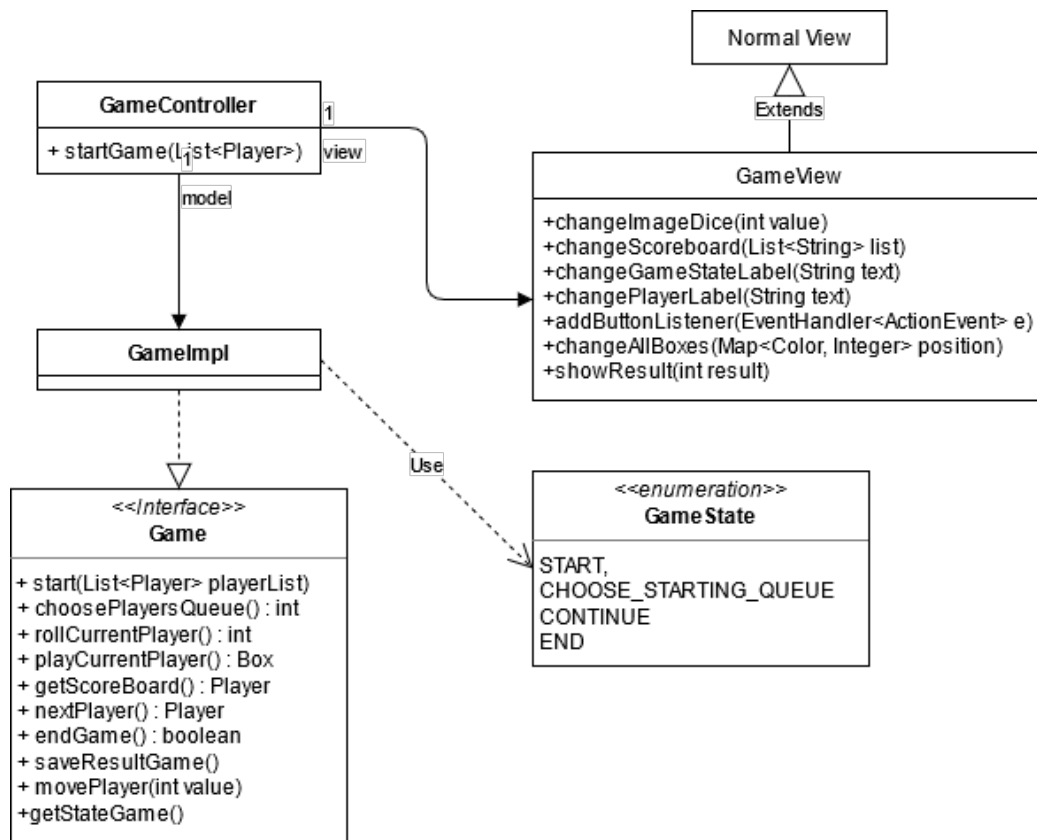 Normal View
Extends
GameController
+ startGame(List<Player>)
1
view
1
model
GameView
+changeImageDice(int value)
+changeScoreboard(List<String> list)
+changeGameStateLabel(String text)
+changePlayerLabel(String text)
+addButtonListener(EventHandler<ActionEvent> e)
+changeAllBoxes(Map<Color, Integer> position)
+showResult(int result)
GameImpl
Use
<<Interface>>
Game
+ start(List<Player> playerList)
+ choosePlayersQueue() : int
+ rollCurrentPlayer() : int
+ playCurrentPlayer() : Box
+ getScoreBoard() : Player
+ nextPlayer() : Player
+ endGame() : boolean
+ saveResultGame()
+ movePlayer(int value)
+getStateGame()
<<enumeration>>
GameState
START,
CHOOSE_STARTING_QUEUE
CONTINUE
END